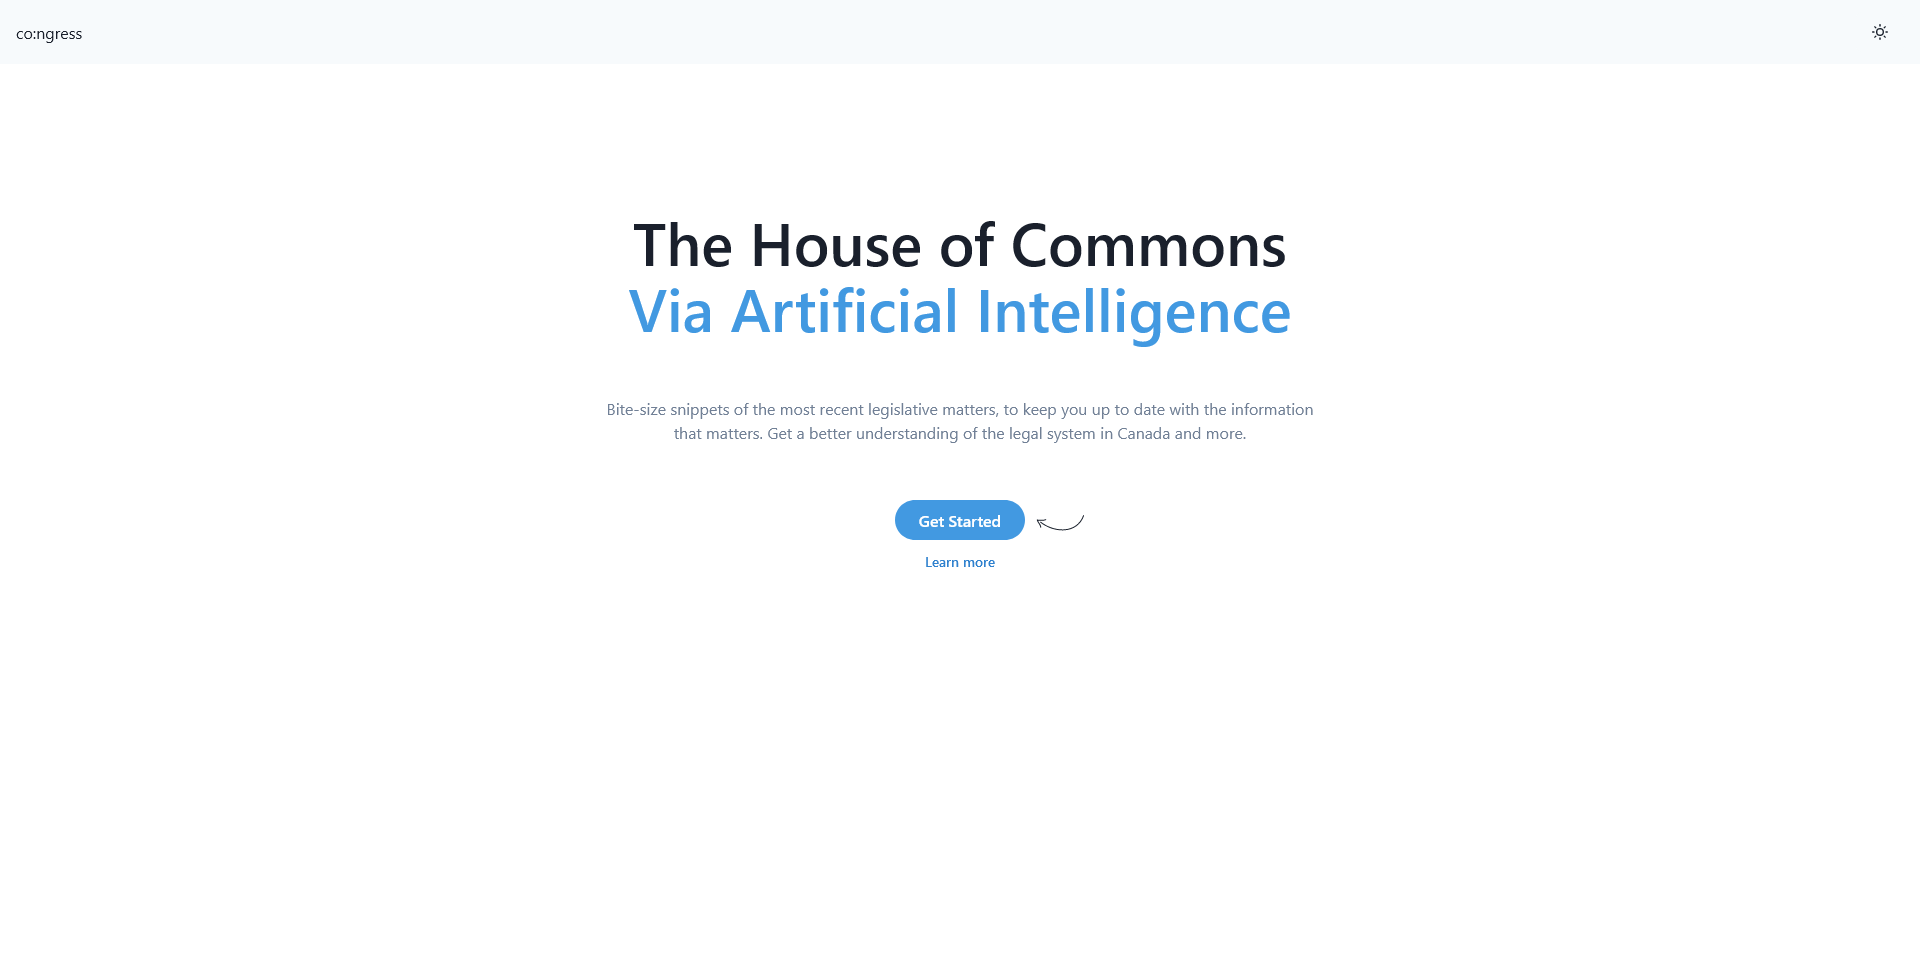 co:ngress
The House of Commons
Via Artificial Intelligence
Bite-size snippets of the most recent legislative matters, to keep you up to date with the information
that matters. Get a better understanding of the legal system in Canada and more.
Get Started
Learn more